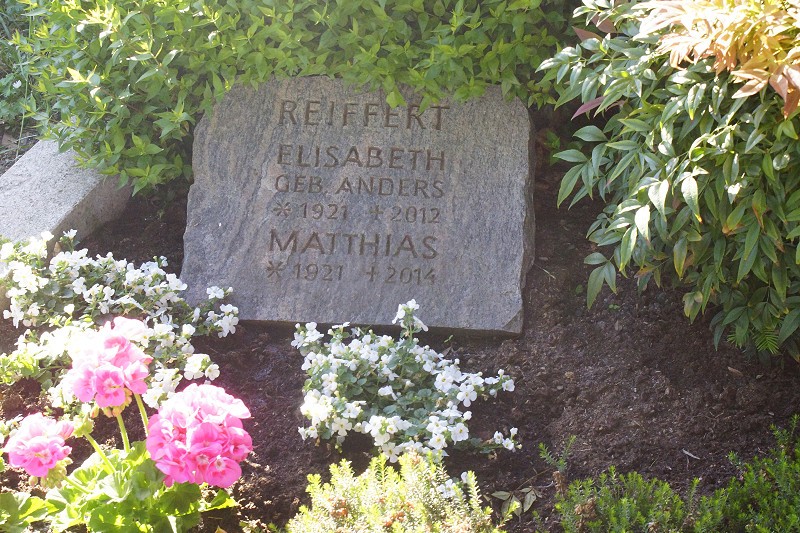 REIFFERT
ELISABETH
GEB. ANDERS
* 1921 + 2012
MATTHIAS
* 1921 + 2014